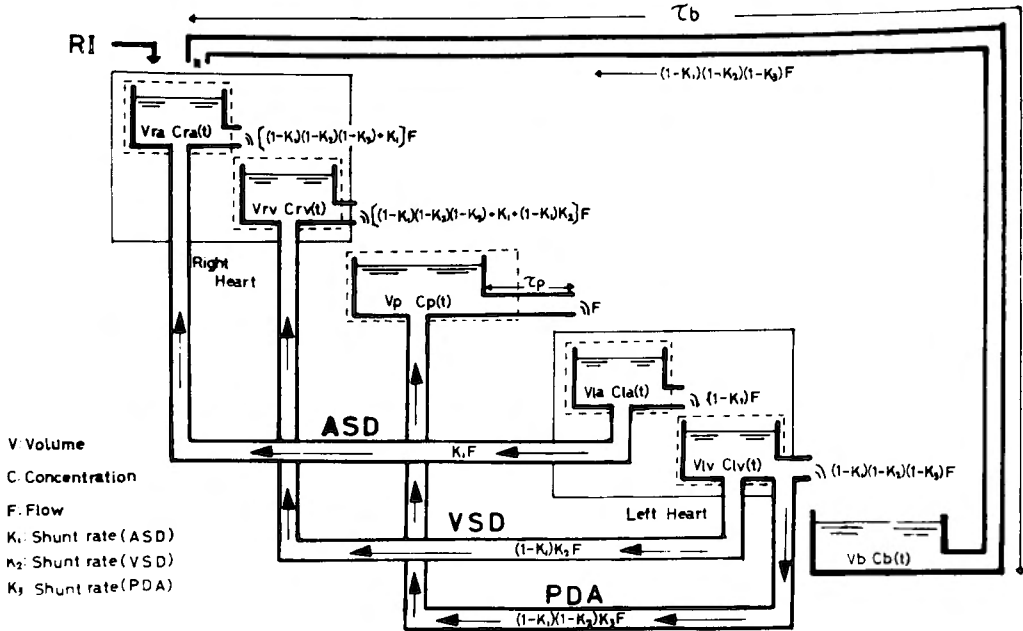 τb
RI
(1-K₁)(1-K₂)(1-K₃)F
Vra Cra(t)
[(1-K₁)(1-K₂)(1-K₃)+K₁]F
Vrv Crv(t)
[(1-K₁)(1-K₂)(1-K₃)+K₁+(1-K₁)K₂]F
Right
Heart
τp
Vp Cp(t)
F
Vla Cla(t)
(1-K₁)F
ASD
K₁F
Vlv Clv(t)
(1-K₁)(1-K₂)(1-K₃)F
V: Volume
C: Concentration
F: Flow
K₁: Shunt rate (ASD)
K₂: Shunt rate (VSD)
K₃ Shunt rate (PDA)
Left Heart
VSD
(1-K₁)K₂F
Vb Cb(t)
PDA
(1-K₁)(1-K₂)K₃F